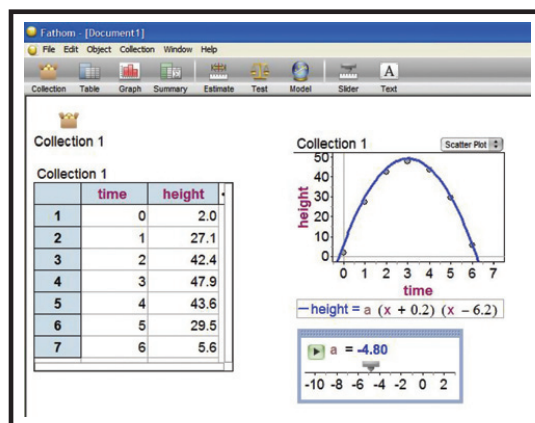 Fathom - [Document1]
File Edit Object Collection Window Help
Collection Table Graph Summary Estimate Test Model Slider Text
A
Collection 1
Collection 1
time height
1 0 2.0
2 1 27.1
3 2 42.4
4 3 47.9
5 4 43.6
6 5 29.5
7 6 5.6
Collection 1 Scatter Plot
height
50
40
30
20
10
0
0 1 2 3 4 5 6 7
time
height = a (x + 0.2) (x − 6.2)
a = -4.80
-10 -8 -6 -4 -2 0 2